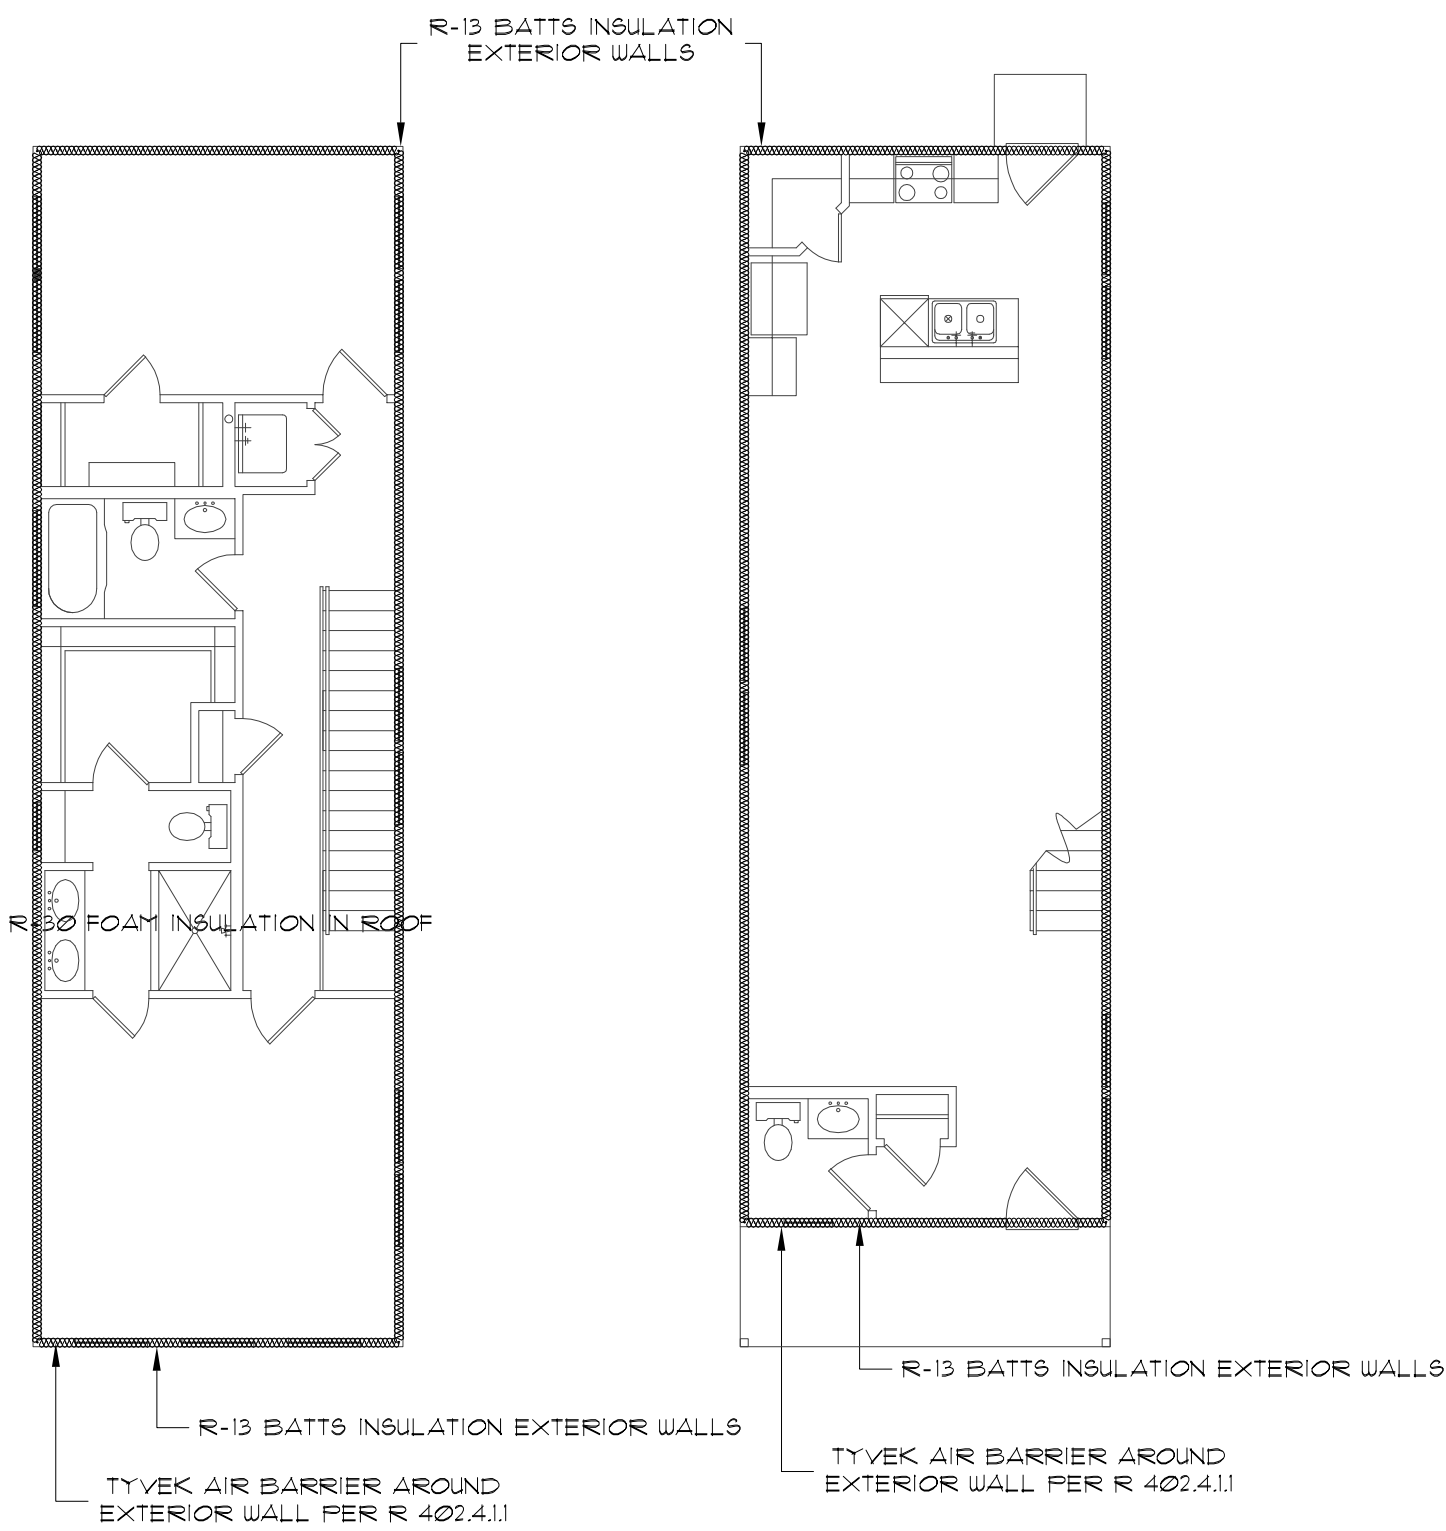 R-13 BATTS INSULATION
EXTERIOR WALLS
R-30 FOAM INSULATION IN ROOF
R-13 BATTS INSULATION EXTERIOR WALLS
R-13 BATTS INSULATION EXTERIOR WALLS
TYVEK AIR BARRIER AROUND
EXTERIOR WALL PER R 402.4.1.1
TYVEK AIR BARRIER AROUND
EXTERIOR WALL PER R 402.4.1.1